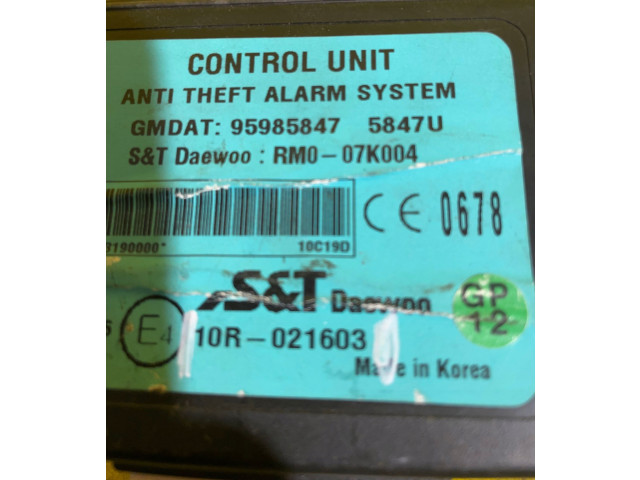 CONTROL UNIT
ANTI THEFT ALARM SYSTEM
GMDAT: 95985847 5847U
S&T Daewoo : RM0-07K004
CE 0678
3190000* 10C19D
S&T Daewoo
GP
12
E4 10R-021603
Made in Korea